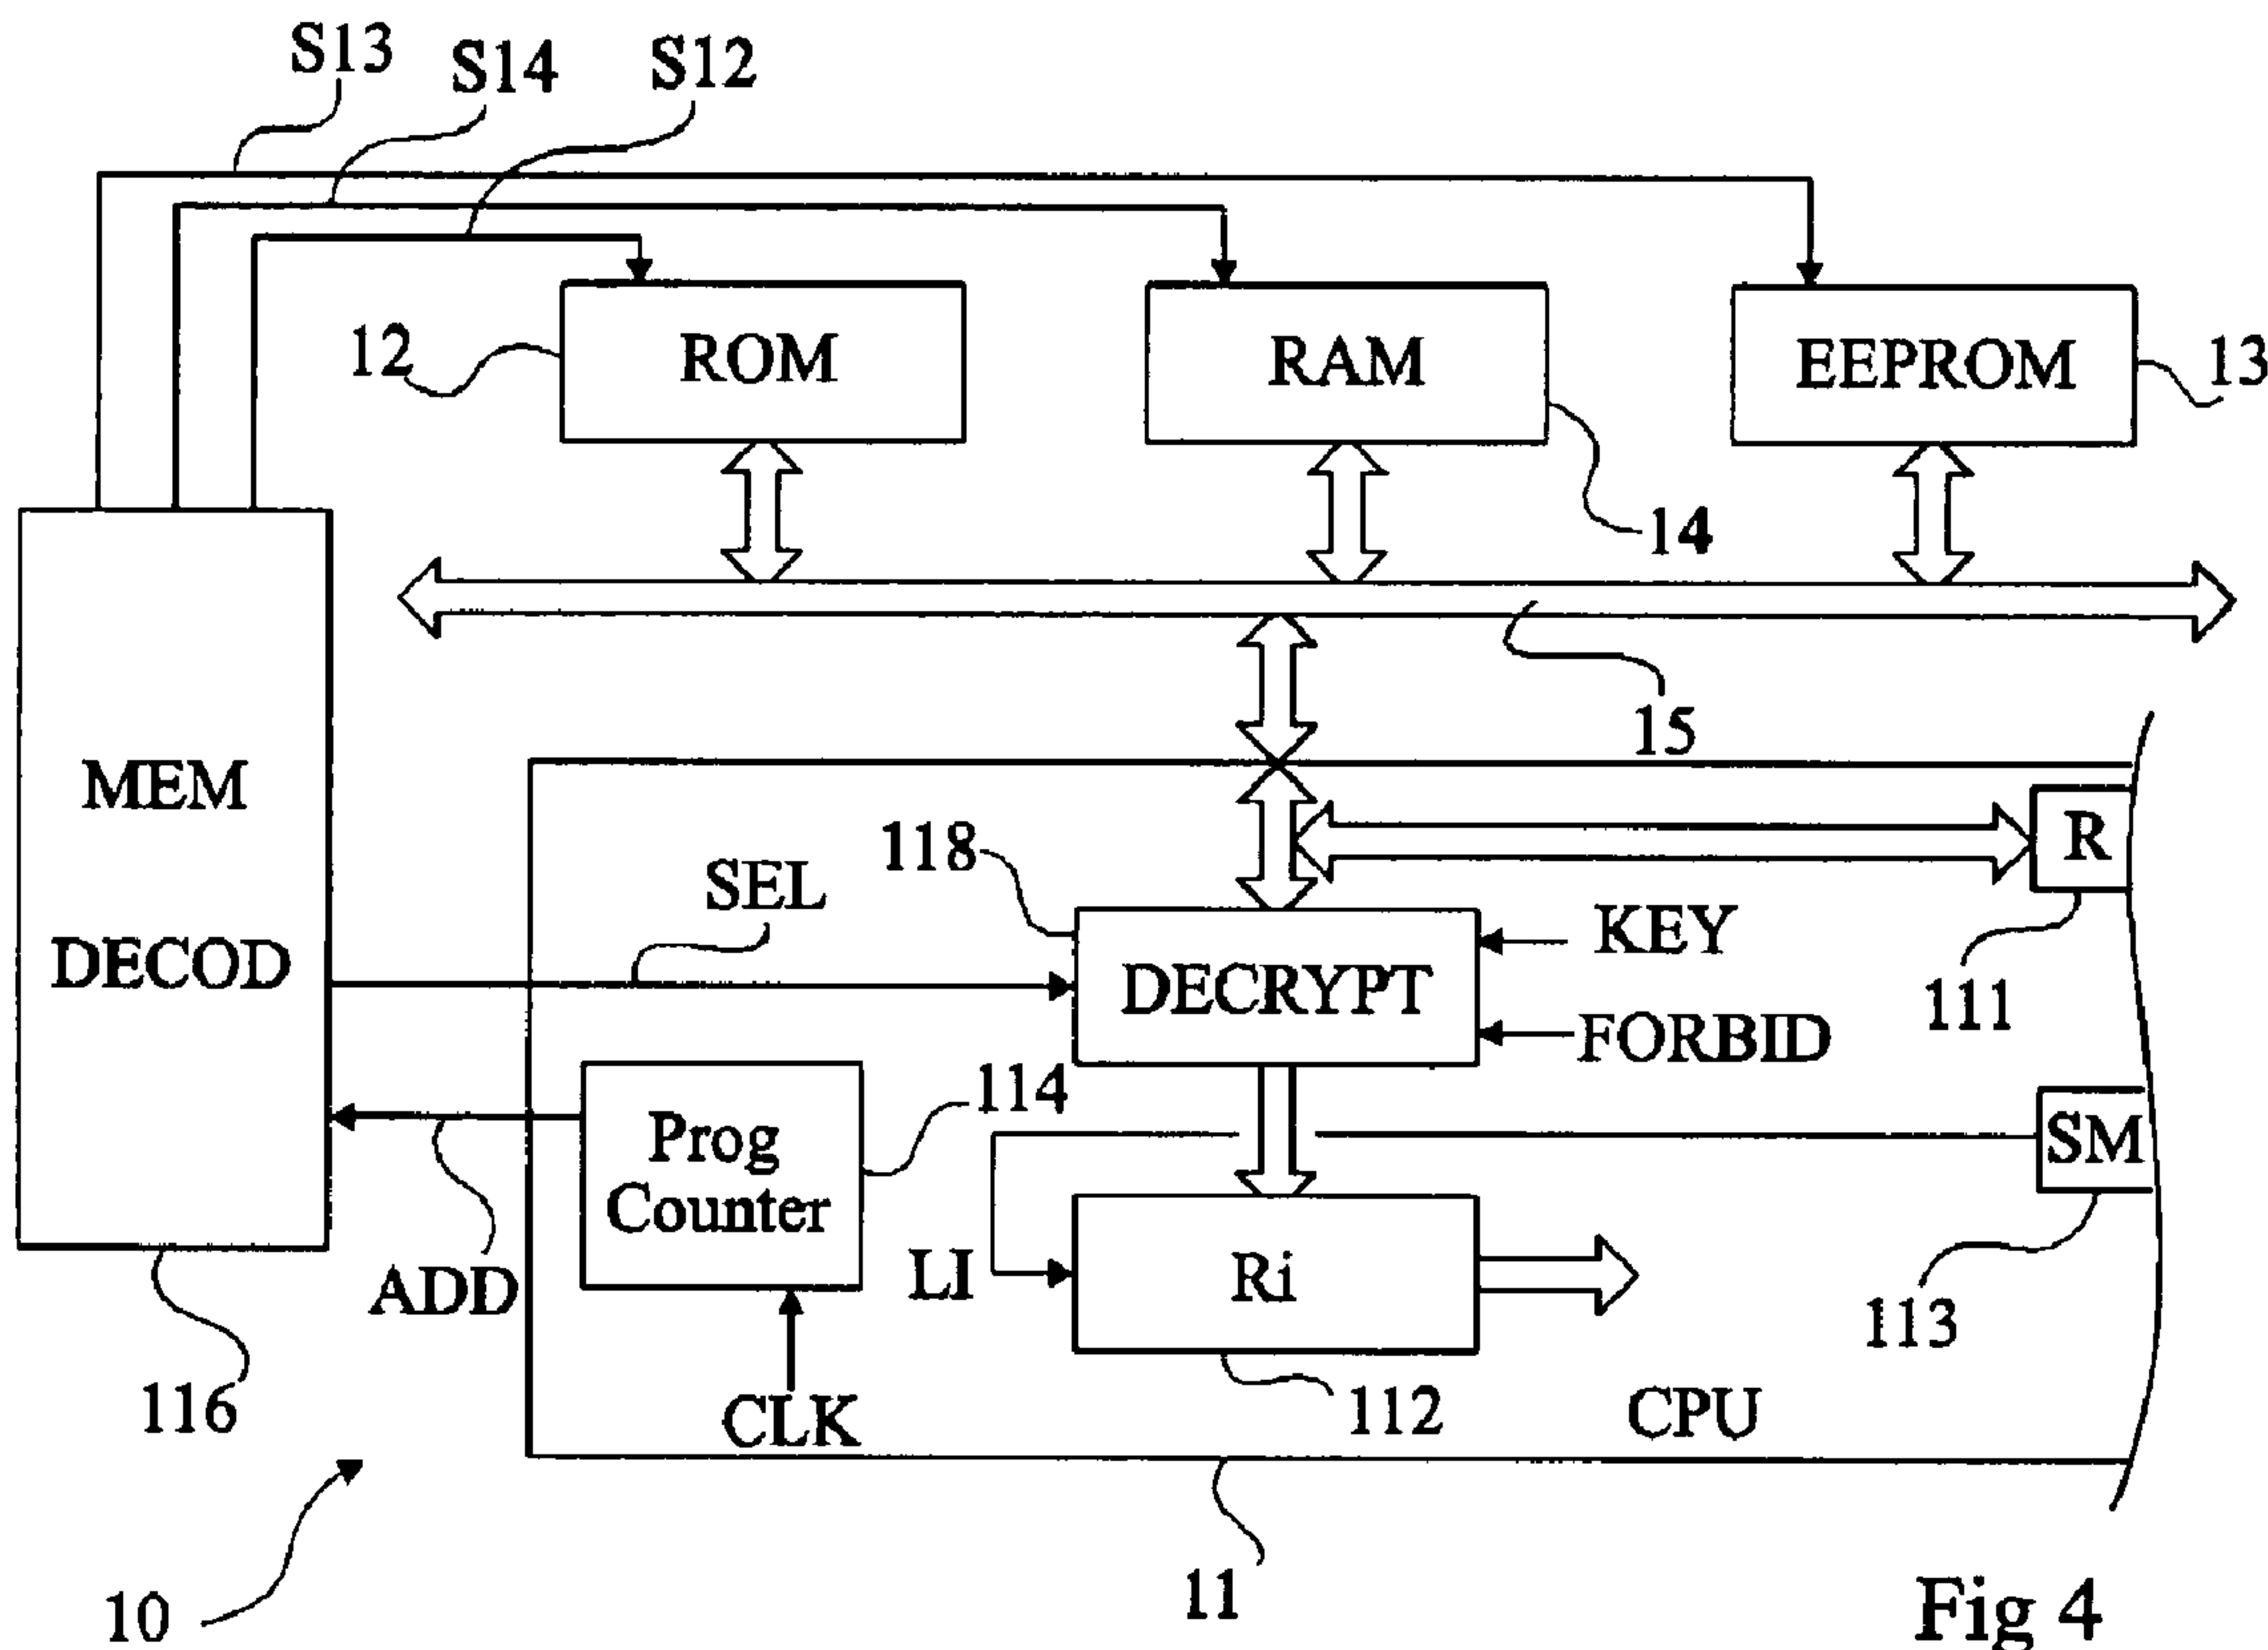 S13
S14
S12
12
ROM
RAM
EEPROM
13
14
15
MEM
DECOD
118
R
SEL
KEY
DECRYPT
111
FORBID
114
Prog
Counter
SM
ADD
LI
Ri
113
116
CLK
112
CPU
10
11
Fig 4